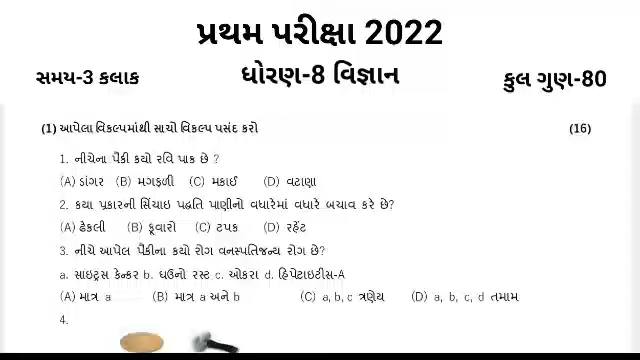 પ્રથમ પરીક્ષા 2022
સમય-3 કલાક ધોરણ-8 વિજ્ઞાન કુલ ગુણ-80
(1) આપેલા વિકલ્પમાંથી સાચો વિકલ્પ પસંદ કરો (16)
1. નીચેના પૈકી કયો રવિ પાક છે ?
(A) ડાંગર (B) મગફળી (C) મકાઈ (D) વટાણા
2. કયા પ્રકારની સિંચાઇ પદ્ધતિ પાણીનો વધારેમાં વધારે બચાવ કરે છે?
(A) ઢેકલી (B) ફૂવારો (C) ટપક (D) રહેંટ
3. નીચે આપેલ પૈકીના કયો રોગ વનસ્પતિજન્ય રોગ છે?
a. સાઇટ્રસ કેન્કર b. ઘઉંનો રસ્ટ c. ઓકરા d. હિપેટાઇટીસ-A
(A) માત્ર a (B) માત્ર a અને b (C) a, b, c ત્રણેય (D) a, b, c, d તમામ
4.